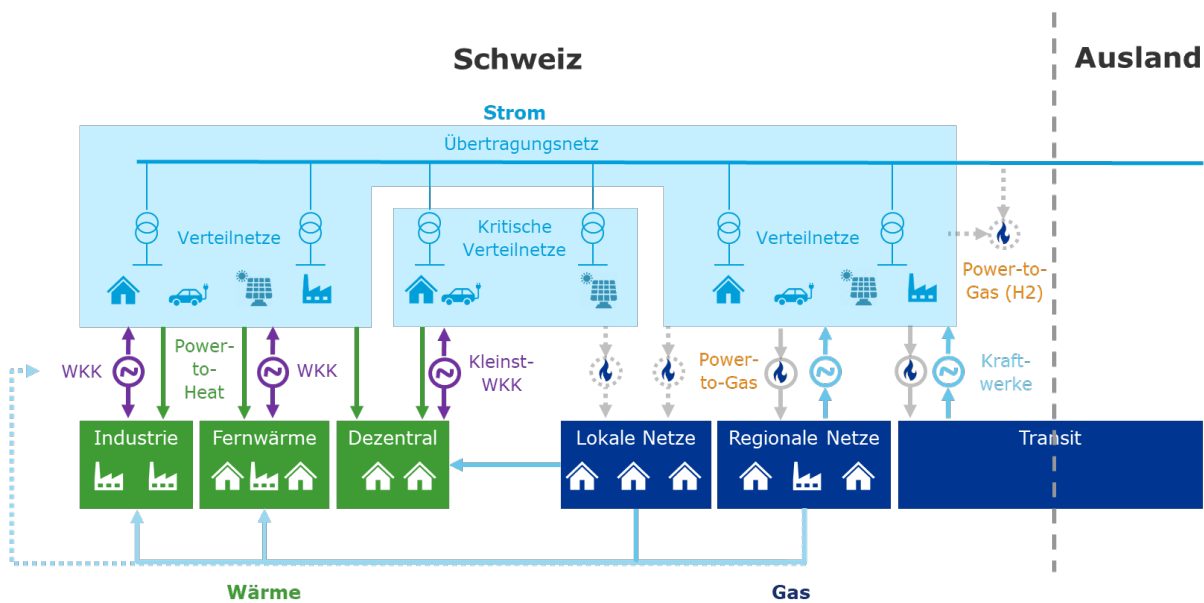 Schweiz
Ausland
Strom
Übertragungsnetz
Verteilnetze
Kritische
Verteilnetze
Verteilnetze
Power-to-
Gas (H2)
WKK
Power-
to-
Heat
WKK
Kleinst-
WKK
Power-
to-Gas
Kraft-
werke
Industrie
Fernwärme
Dezentral
Lokale Netze
Regionale Netze
Transit
Wärme
Gas